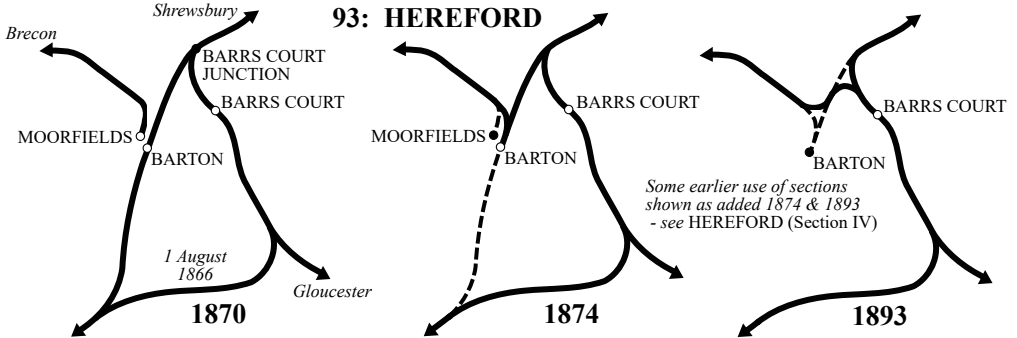 93: HEREFORD
Shrewsbury
Brecon
BARRS COURT
JUNCTION
BARRS COURT
MOORFIELDS
BARTON
1 August
1866
Gloucester
1870
BARRS COURT
MOORFIELDS
BARTON
1874
BARRS COURT
BARTON
Some earlier use of sections
shown as added 1874 & 1893
- see HEREFORD (Section IV)
1893